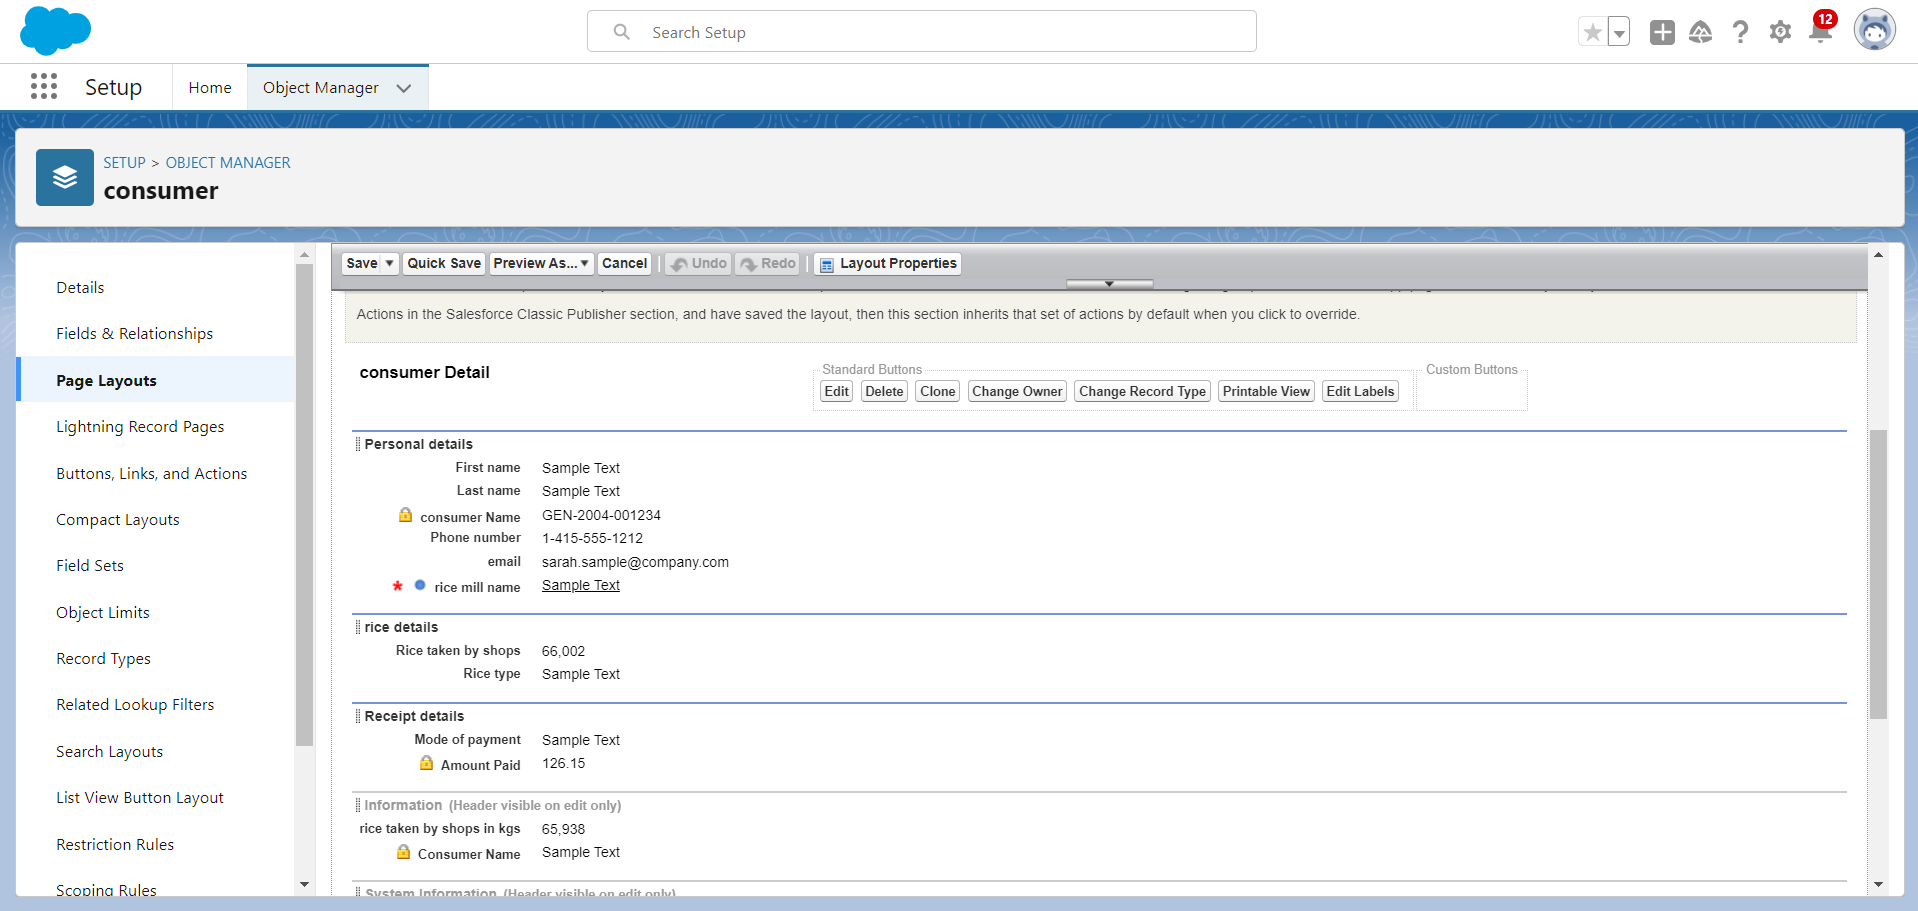 Search Setup
12
Setup
Home
Object Manager
SETUP > OBJECT MANAGER
consumer
Details
Fields & Relationships
Page Layouts
Lightning Record Pages
Buttons, Links, and Actions
Compact Layouts
Field Sets
Object Limits
Record Types
Related Lookup Filters
Search Layouts
List View Button Layout
Restriction Rules
Scoping Rules
Save Quick Save Preview As... Cancel Undo Redo Layout Properties
Actions in the Salesforce Classic Publisher section, and have saved the layout, then this section inherits that set of actions by default when you click to override.
consumer Detail
Standard Buttons
Edit Delete Clone Change Owner Change Record Type Printable View Edit Labels
Custom Buttons
Personal details
First name Sample Text
Last name Sample Text
consumer Name GEN-2004-001234
Phone number 1-415-555-1212
email sarah.sample@company.com
* rice mill name Sample Text
rice details
Rice taken by shops 66,002
Rice type Sample Text
Receipt details
Mode of payment Sample Text
Amount Paid 126.15
Information (Header visible on edit only)
rice taken by shops in kgs 65,938
Consumer Name Sample Text
System Information (Header visible on edit only)